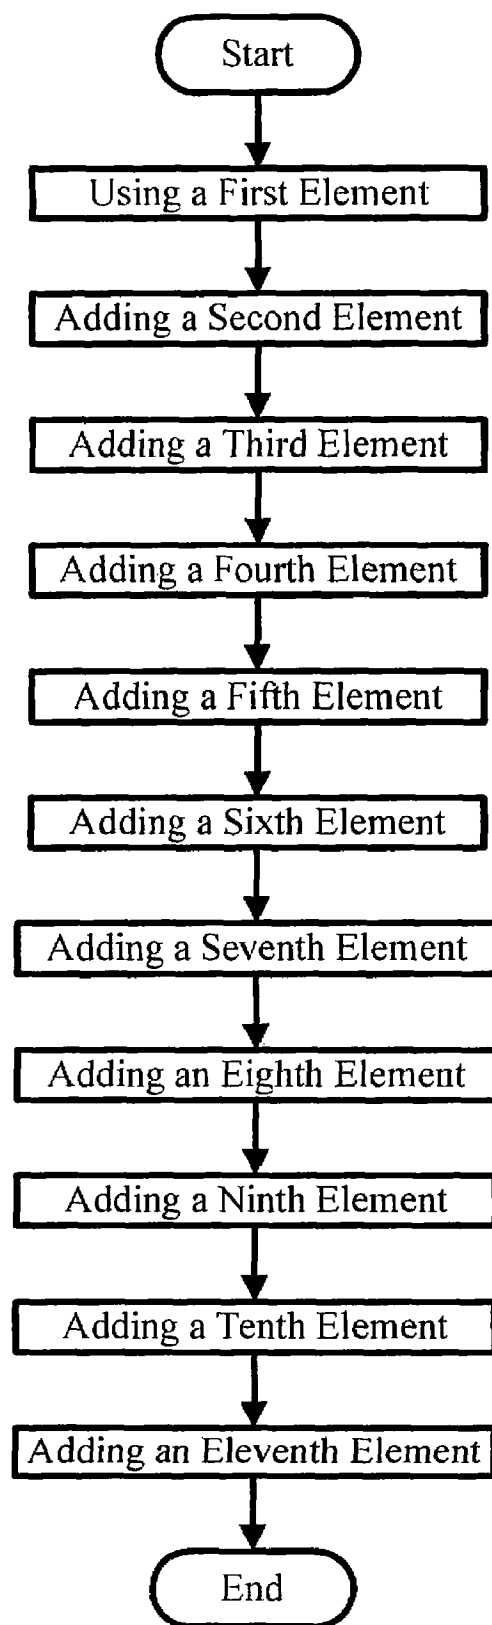 Start
Using a First Element
Adding a Second Element
Adding a Third Element
Adding a Fourth Element
Adding a Fifth Element
Adding a Sixth Element
Adding a Seventh Element
Adding an Eighth Element
Adding a Ninth Element
Adding a Tenth Element
Adding an Eleventh Element
End